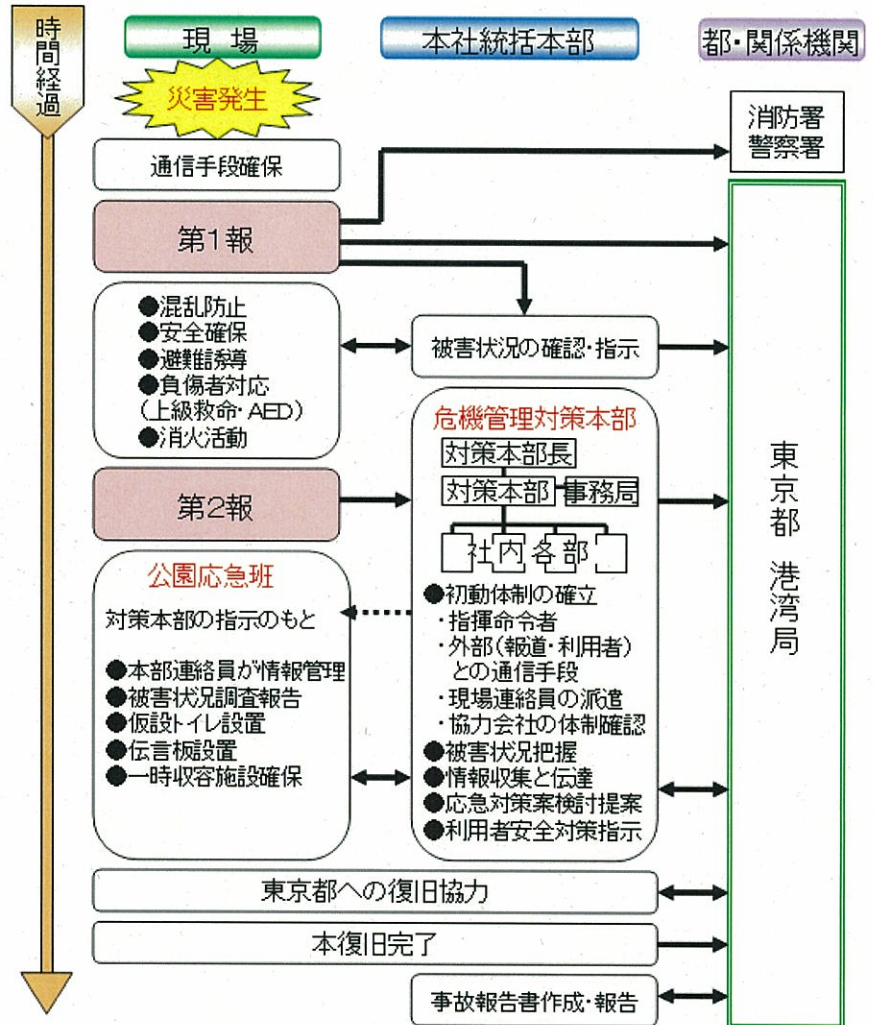 時間経過
現場
本社統括本部
都・関係機関
災害発生
消防署
警察署
通信手段確保
第1報
●混乱防止
●安全確保
●避難誘導
●負傷者対応
(上級救命・AED)
●消火活動
被害状況の確認・指示
危機管理対策本部
対策本部長
対策本部
事務局
社内各部
第2報
公園応急班
対策本部の指示のもと
●本部連絡員が情報管理
●被害状況調査報告
●仮設トイレ設置
●伝言板設置
●一時収容施設確保
●初動体制の確立
・指揮命令者
・外部(報道・利用者)
との通信手段
・現場連絡員の派遣
・協力会社の体制確認
●被害状況把握
●情報収集と伝達
●応急対策案検討提案
●利用者安全対策指示
東京都 港湾局
東京都への復旧協力
本復旧完了
事故報告書作成・報告